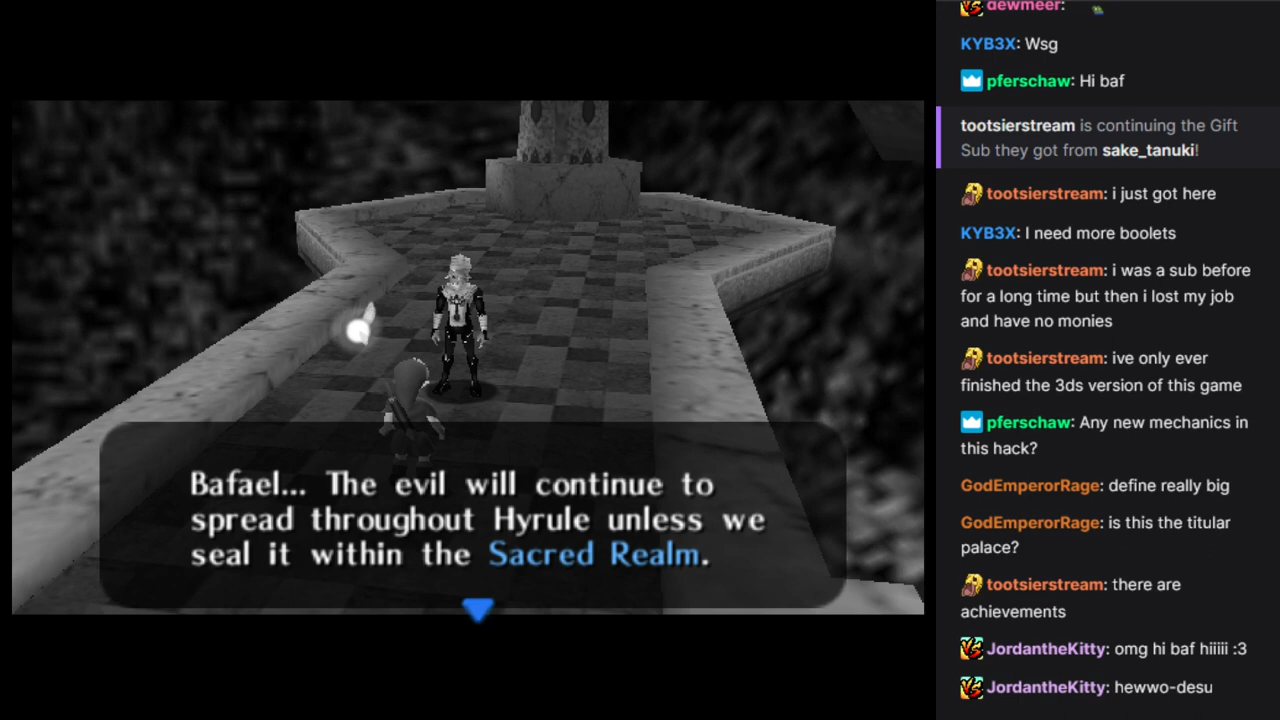 Bafael... The evil will continue to
spread throughout Hyrule unless we
seal it within the Sacred Realm.
dewmeer:
KYB3X: Wsg
pferschaw: Hi baf
tootsierstream is continuing the Gift
Sub they got from sake_tanuki!
tootsierstream: i just got here
KYB3X: I need more boolets
tootsierstream: i was a sub before
for a long time but then i lost my job
and have no monies
tootsierstream: ive only ever
finished the 3ds version of this game
pferschaw: Any new mechanics in
this hack?
GodEmperorRage: define really big
GodEmperorRage: is this the titular
palace?
tootsierstream: there are
achievements
JordantheKitty: omg hi baf hiiiii :3
JordantheKitty: hewwo-desu